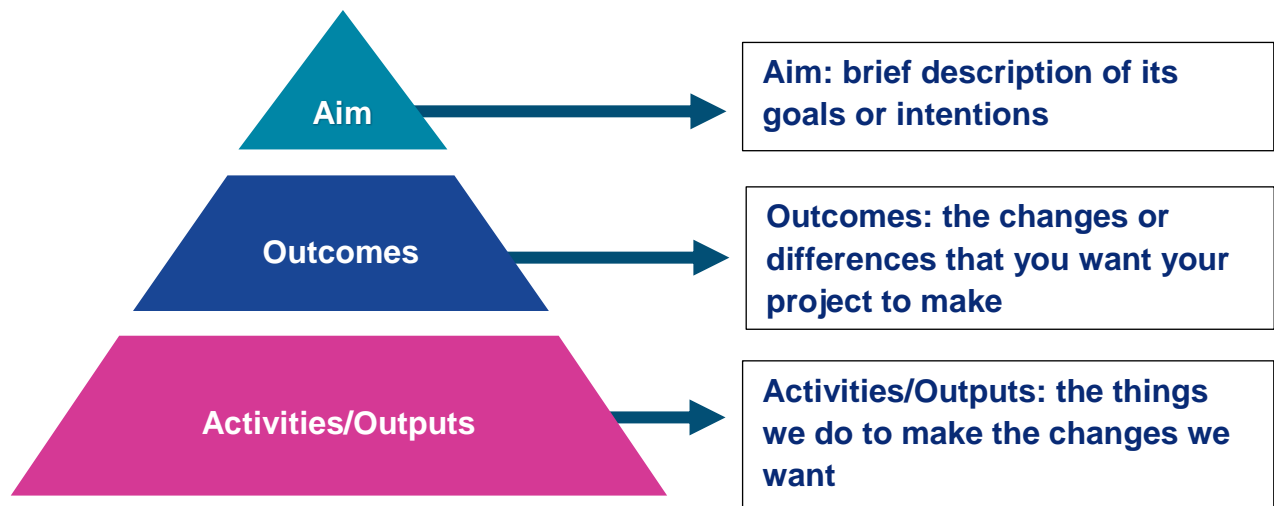 Aim
Aim: brief description of its
goals or intentions
Outcomes
Outcomes: the changes or
differences that you want your
project to make
Activities/Outputs
Activities/Outputs: the things
we do to make the changes we
want